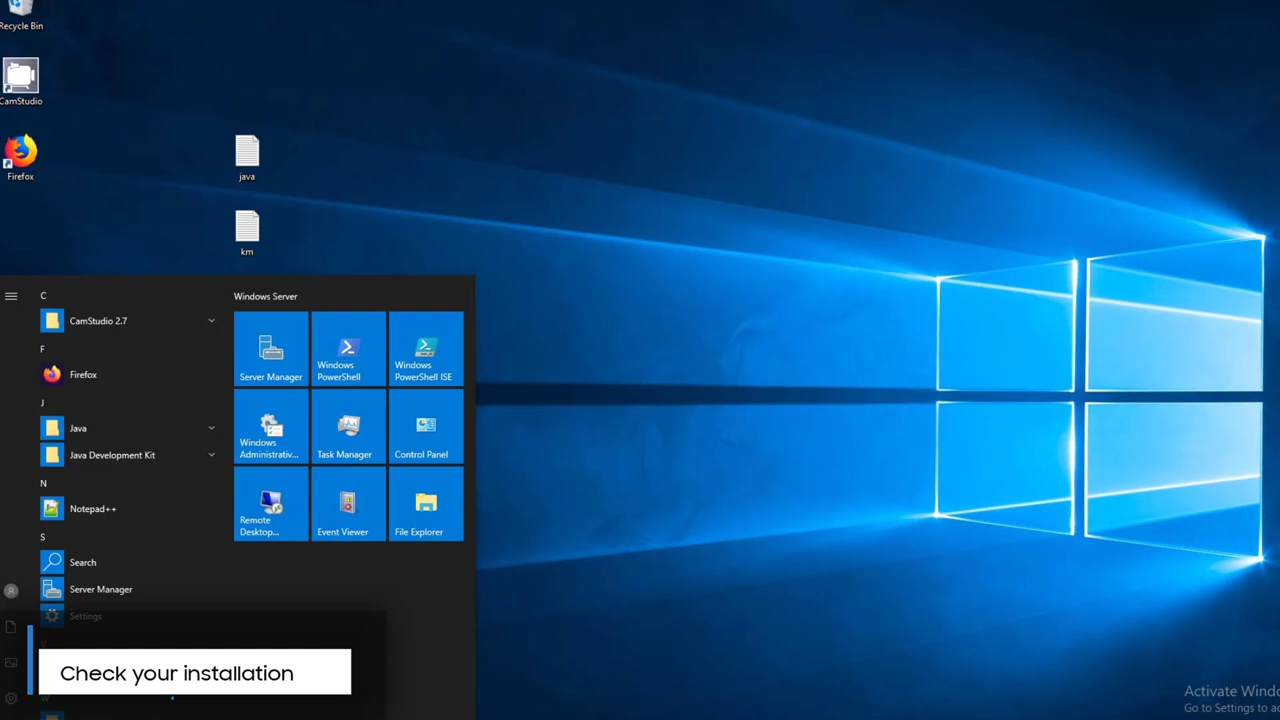 Recycle Bin
CamStudio
Firefox
java
km
C
CamStudio 2.7
F
Firefox
J
Java
Java Development Kit
N
Notepad++
S
Search
Server Manager
Settings
V
W
Windows Server
Server Manager
Windows
PowerShell
Windows
PowerShell ISE
Windows
Administrativ...
Task Manager
Control Panel
Remote
Desktop...
Event Viewer
File Explorer
Check your installation
Activate Windo
Go to Settings to ac